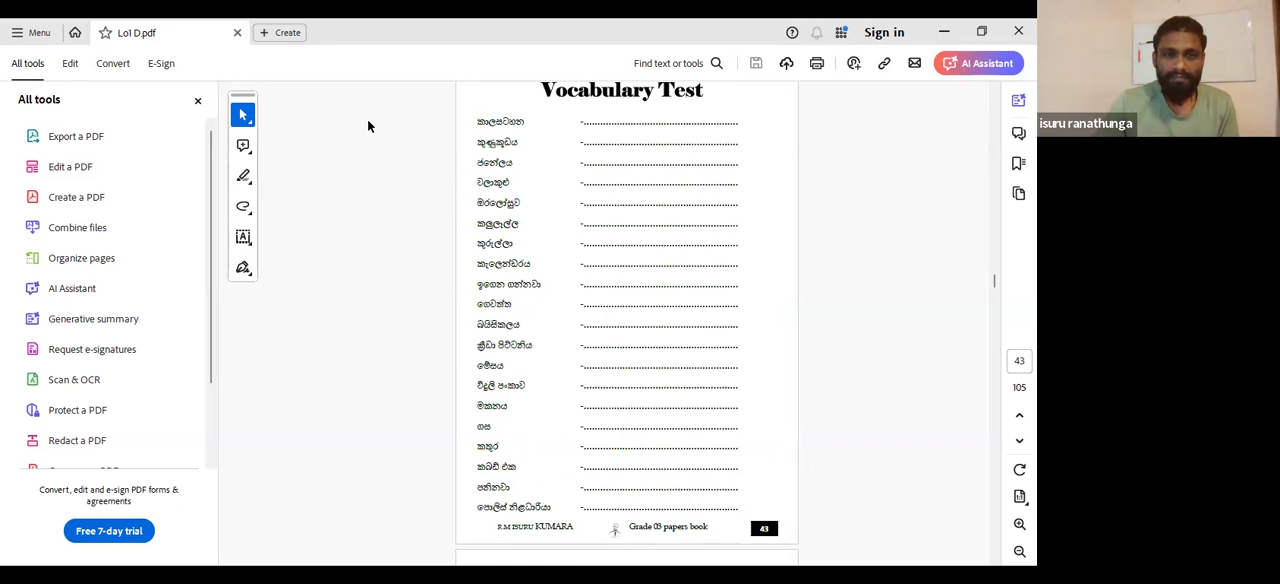 Menu
Lo1 D.pdf
Create
Sign in
All tools
Edit
Convert
E-Sign
Find text or tools
AI Assistant
isuru ranathunga
All tools
Export a PDF
Edit a PDF
Create a PDF
Combine files
Organize pages
AI Assistant
Generative summary
Request e-signatures
Scan & OCR
Protect a PDF
Redact a PDF
Convert, edit and e-sign PDF forms &
agreements
Free 7-day trial
Vocabulary Test
කාලසටහන -..................................................
කුණුකූඩය -..................................................
ජනේලය -..................................................
වලාකුළු -..................................................
ඔරලෝසුව -..................................................
කලුලෑල්ල -..................................................
කුරුල්ලා -..................................................
කැලෙන්ඩරය -..................................................
ඉගෙන ගන්නවා -..................................................
ගෙවත්ත -..................................................
බයිසිකලය -..................................................
ක්‍රීඩා පිට්ටනිය -..................................................
මේසය -..................................................
විදුලි පංකාව -..................................................
මකනය -..................................................
ගස -..................................................
කතුර -..................................................
කබඩ් එක -..................................................
පනිනවා -..................................................
පොලිස් නිළධාරියා -..................................................
R.M ISURU KUMARA Grade 03 papers book 43
43
105